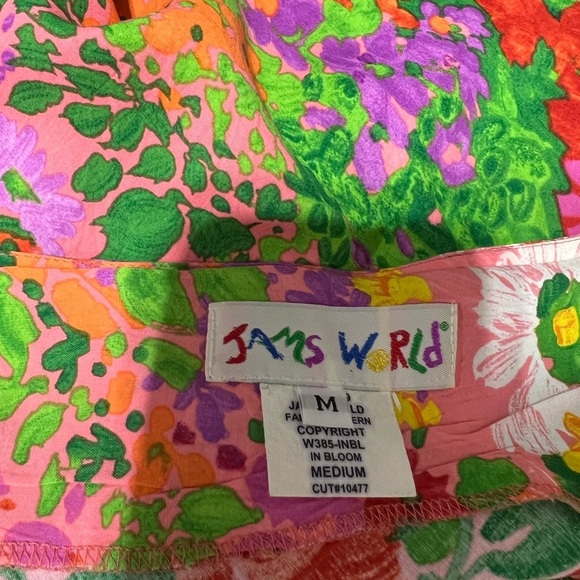 JAMS WORLD®
M
COPYRIGHT
W385-INBL
IN BLOOM
MEDIUM
CUT#10477